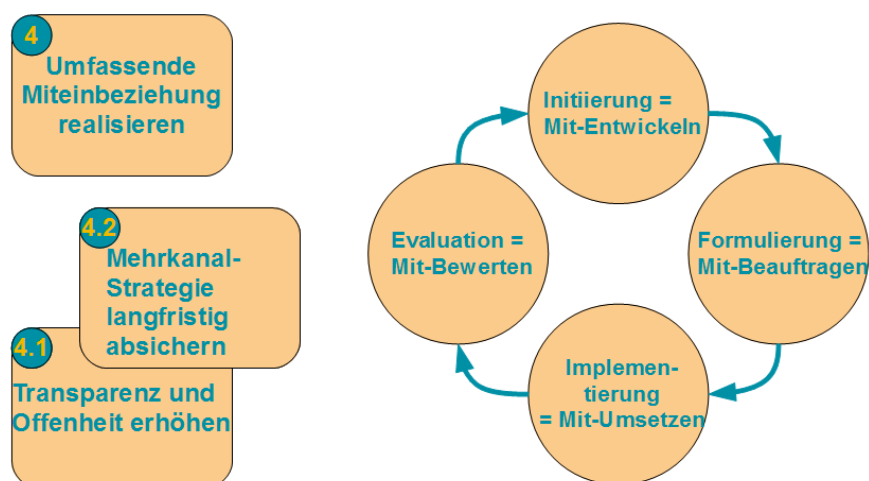 4
Umfassende
Miteinbeziehung
realisieren
4.2
Mehrkanal-
Strategie
langfristig
absichern
4.1
Transparenz und
Offenheit erhöhen
Initiierung =
Mit-Entwickeln
Formulierung =
Mit-Beauftragen
Implemen-
tierung
= Mit-Umsetzen
Evaluation =
Mit-Bewerten